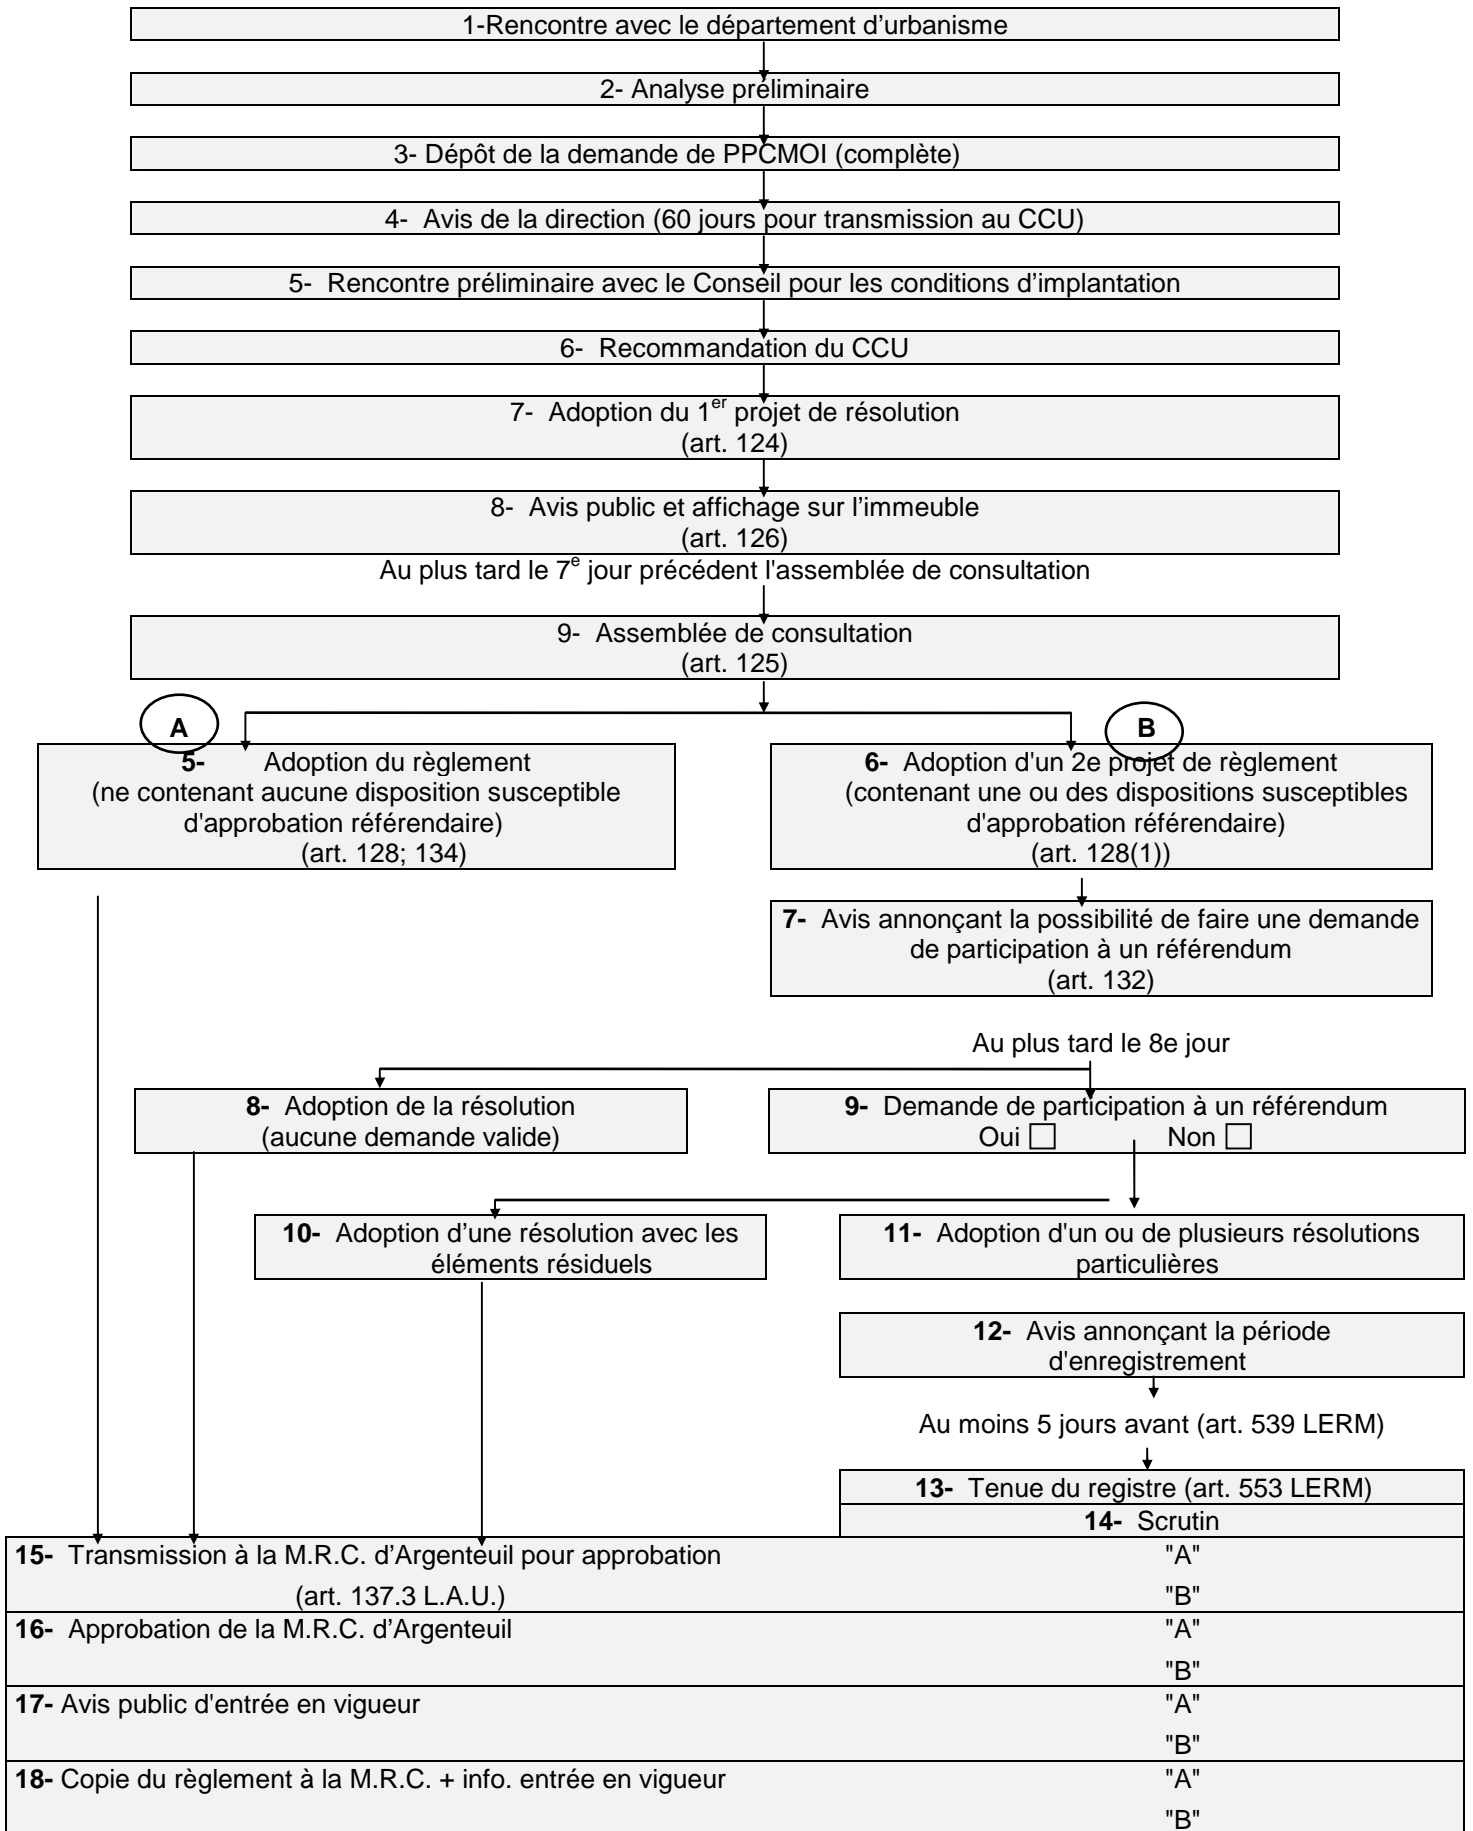 1-Rencontre avec le département d'urbanisme
2- Analyse préliminaire
3- Dépôt de la demande de PPCMOI (complète)
4- Avis de la direction (60 jours pour transmission au CCU)
5- Rencontre préliminaire avec le Conseil pour les conditions d'implantation
6- Recommandation du CCU
7- Adoption du 1er projet de résolution
(art. 124)
8- Avis public et affichage sur l'immeuble
(art. 126)
Au plus tard le 7e jour précédent l'assemblée de consultation
9- Assemblée de consultation
(art. 125)
A
5- Adoption du règlement
(ne contenant aucune disposition susceptible
d'approbation référendaire)
(art. 128; 134)
B
6- Adoption d'un 2e projet de règlement
(contenant une ou des dispositions susceptibles
d'approbation référendaire)
(art. 128(1))
7- Avis annonçant la possibilité de faire une demande
de participation à un référendum
(art. 132)
Au plus tard le 8e jour
8- Adoption de la résolution
(aucune demande valide)
9- Demande de participation à un référendum
Oui Non
10- Adoption d'une résolution avec les
éléments résiduels
11- Adoption d'un ou de plusieurs résolutions
particulières
12- Avis annonçant la période
d'enregistrement
Au moins 5 jours avant (art. 539 LERM)
13- Tenue du registre (art. 553 LERM)
14- Scrutin
15- Transmission à la M.R.C. d'Argenteuil pour approbation "A"
(art. 137.3 L.A.U.) "B"
16- Approbation de la M.R.C. d'Argenteuil "A"
"B"
17- Avis public d'entrée en vigueur "A"
"B"
18- Copie du règlement à la M.R.C. + info. entrée en vigueur "A"
"B"